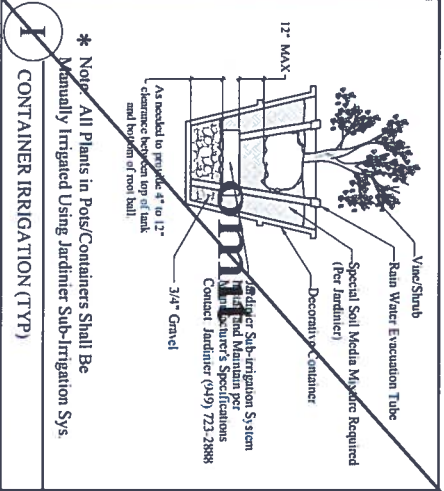 Vine/Shrub
Rain Water Evacuation Tube
Special Soil Media Mixture Required
(Per Jardinier)
Decorative Container
Jardinier Sub-irrigation System
Install and Maintain per
Manufacturer's Specifications
Contact Jardinier (949) 723-2888
3/4" Gravel
12" MAX
As needed to provide 4" to 12"
clearance between top of tank
and bottom of root ball.
omit
* Note: All Plants in Pots/Containers Shall Be
Manually Irrigated Using Jardinier Sub-Irrigation Sys.
I
CONTAINER IRRIGATION (TYP)